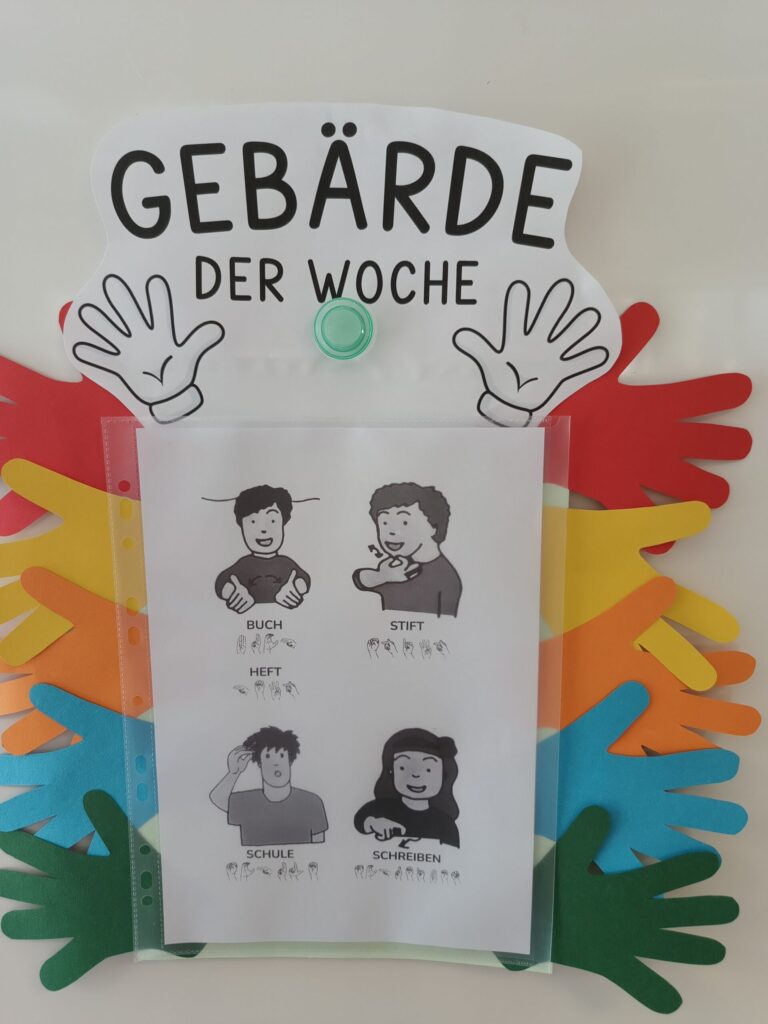 GEBÄRDE
DER WOCHE
BUCH
STIFT
HEFT
SCHULE
SCHREIBEN